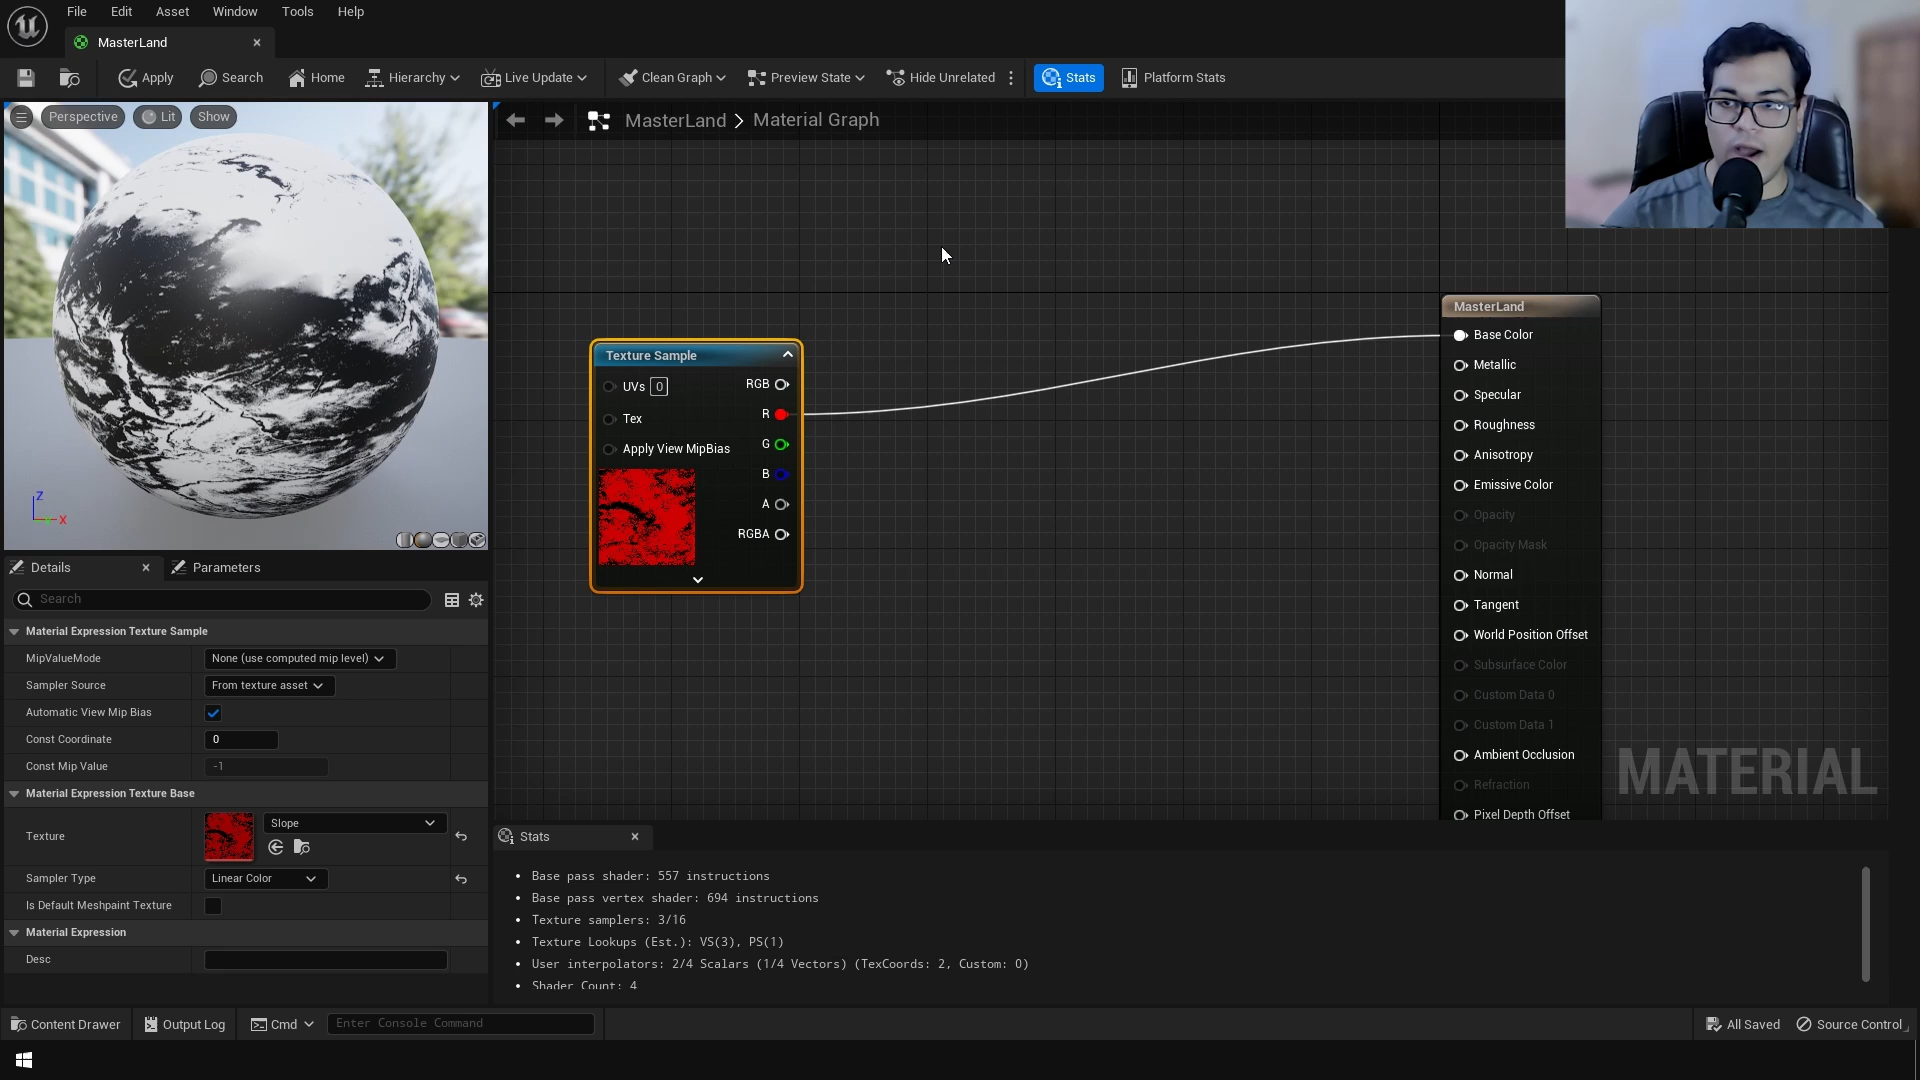 File Edit Asset Window Tools Help
MasterLand
Apply Search Home Hierarchy Live Update Clean Graph Preview State Hide Unrelated Stats Platform Stats
Perspective Lit Show
MasterLand > Material Graph
MasterLand
Base Color
Metallic
Specular
Roughness
Anisotropy
Emissive Color
Opacity
Opacity Mask
Normal
Tangent
World Position Offset
Subsurface Color
Custom Data 0
Custom Data 1
Ambient Occlusion
Refraction
Pixel Depth Offset
Texture Sample
UVs 0 RGB
Tex R
Apply View MipBias G
B
A
RGBA
MATERIAL
Z
X
Details Parameters
Search
Material Expression Texture Sample
MipValueMode None (use computed mip level)
Sampler Source From texture asset
Automatic View Mip Bias
Const Coordinate 0
Const Mip Value -1
Material Expression Texture Base
Texture Slope
Sampler Type Linear Color
Is Default Meshpaint Texture
Material Expression
Desc
Stats
• Base pass shader: 557 instructions
• Base pass vertex shader: 694 instructions
• Texture samplers: 3/16
• Texture Lookups (Est.): VS(3), PS(1)
• User interpolators: 2/4 Scalars (1/4 Vectors) (TexCoords: 2, Custom: 0)
• Shader Count: 4
Content Drawer Output Log Cmd Enter Console Command All Saved Source Control